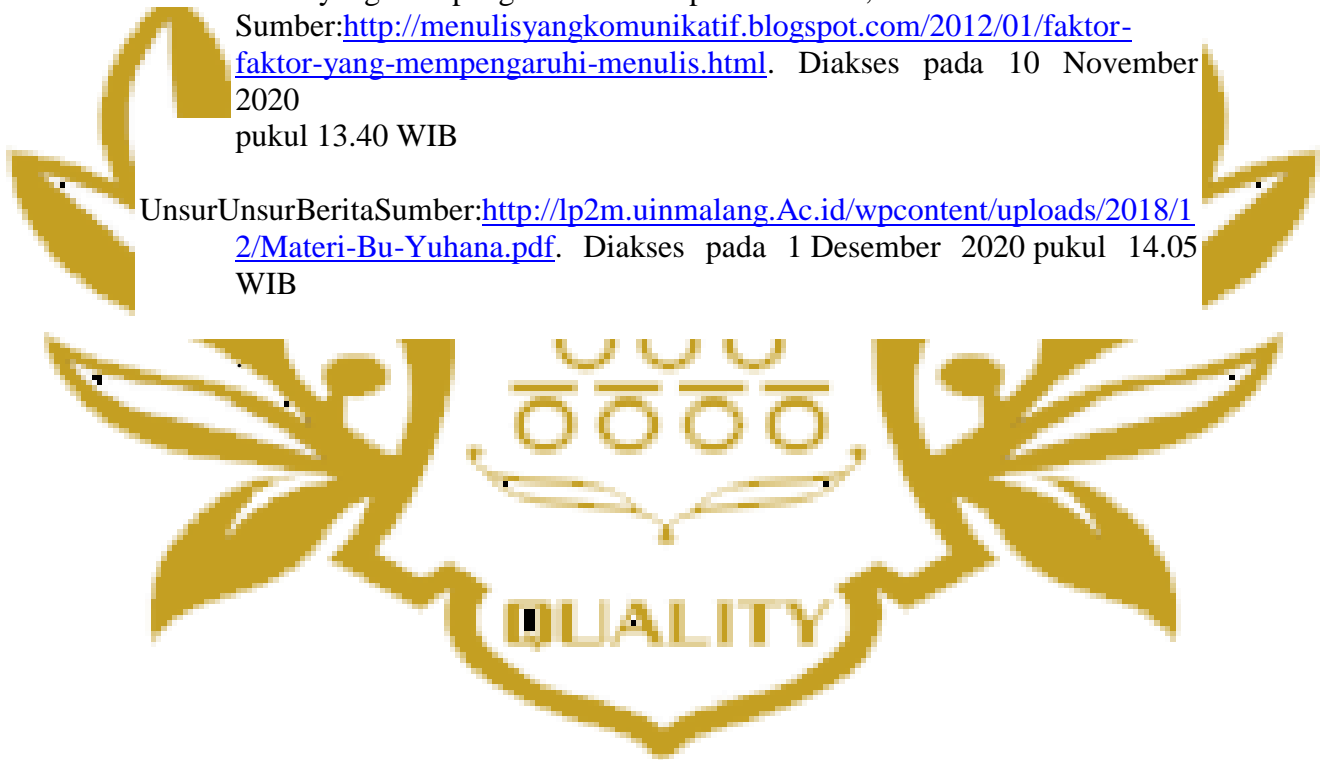 Sumber:http://menulisyangkomunikatif.blogspot.com/2012/01/faktor-
faktor-yang-mempengaruhi-menulis.html. Diakses pada 10 November
2020
pukul 13.40 WIB
UnsurUnsurBeritaSumber:http://lp2m.uinmalang.Ac.id/wpcontent/uploads/2018/1
2/Materi-Bu-Yuhana.pdf. Diakses pada 1 Desember 2020 pukul 14.05
WIB
QUALITY